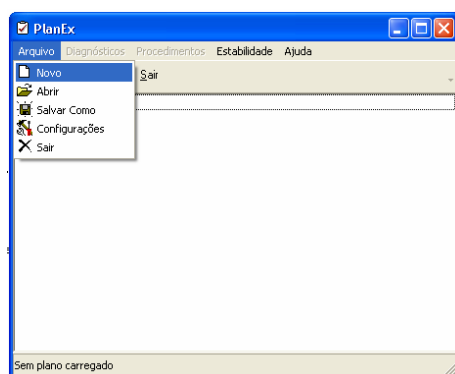 PlanEx
Arquivo Diagnósticos Procedimentos Estabilidade Ajuda
Novo
Sair
Abrir
Salvar Como
Configurações
Sair
Sem plano carregado